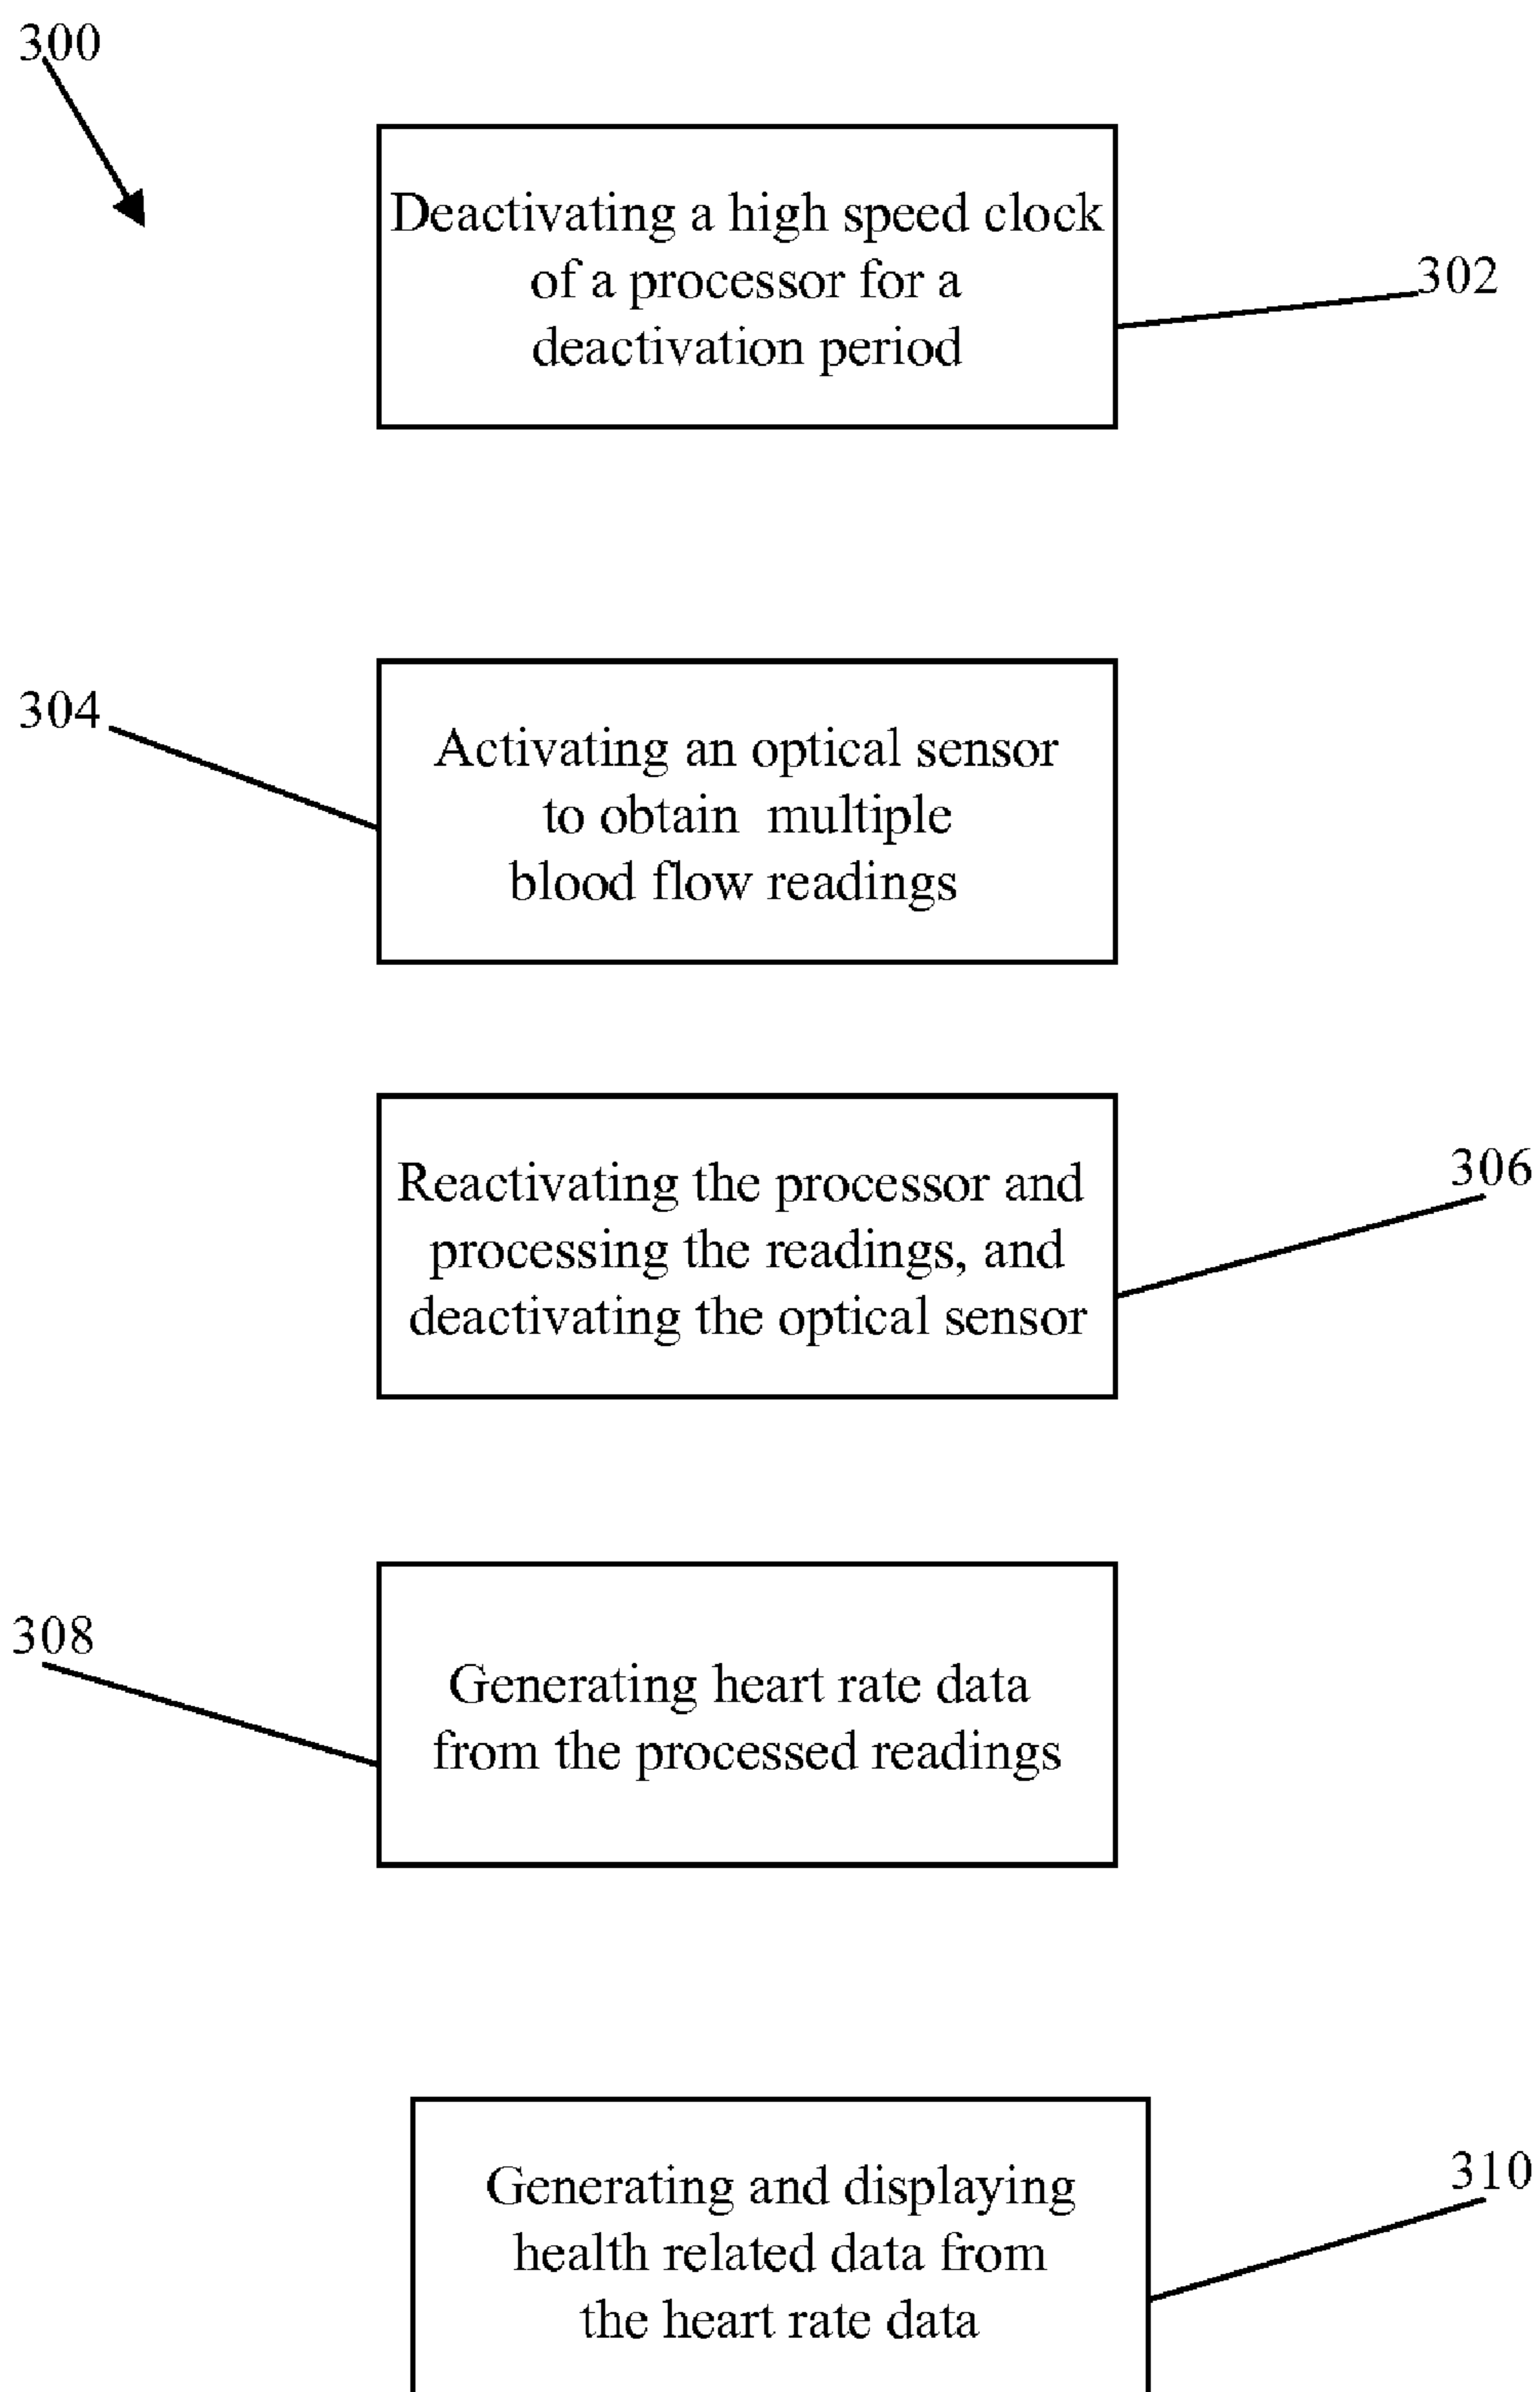 300
Deactivating a high speed clock
of a processor for a
deactivation period
302
304
Activating an optical sensor
to obtain multiple
blood flow readings
Reactivating the processor and
processing the readings, and
deactivating the optical sensor
306
308
Generating heart rate data
from the processed readings
Generating and displaying
health related data from
the heart rate data
310